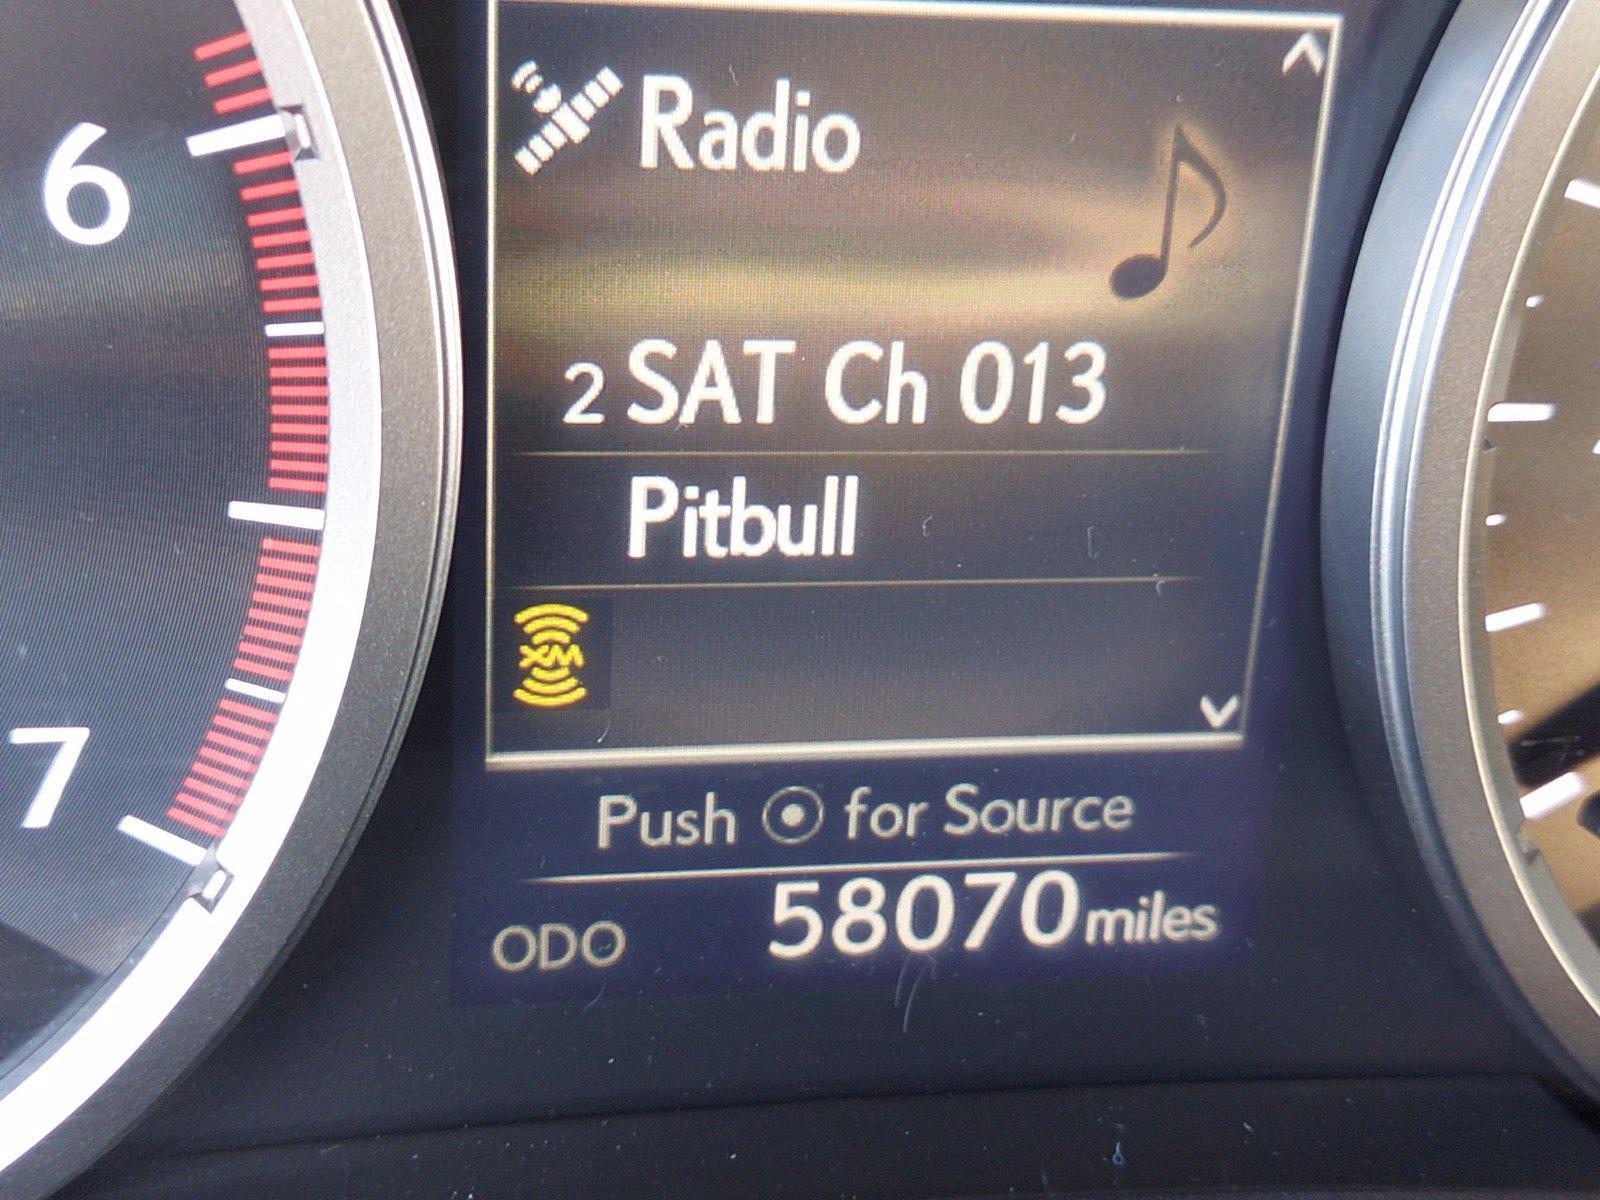 6
7
Radio
2 SAT Ch 013
Pitbull
XM
Push for Source
ODO 58070 miles